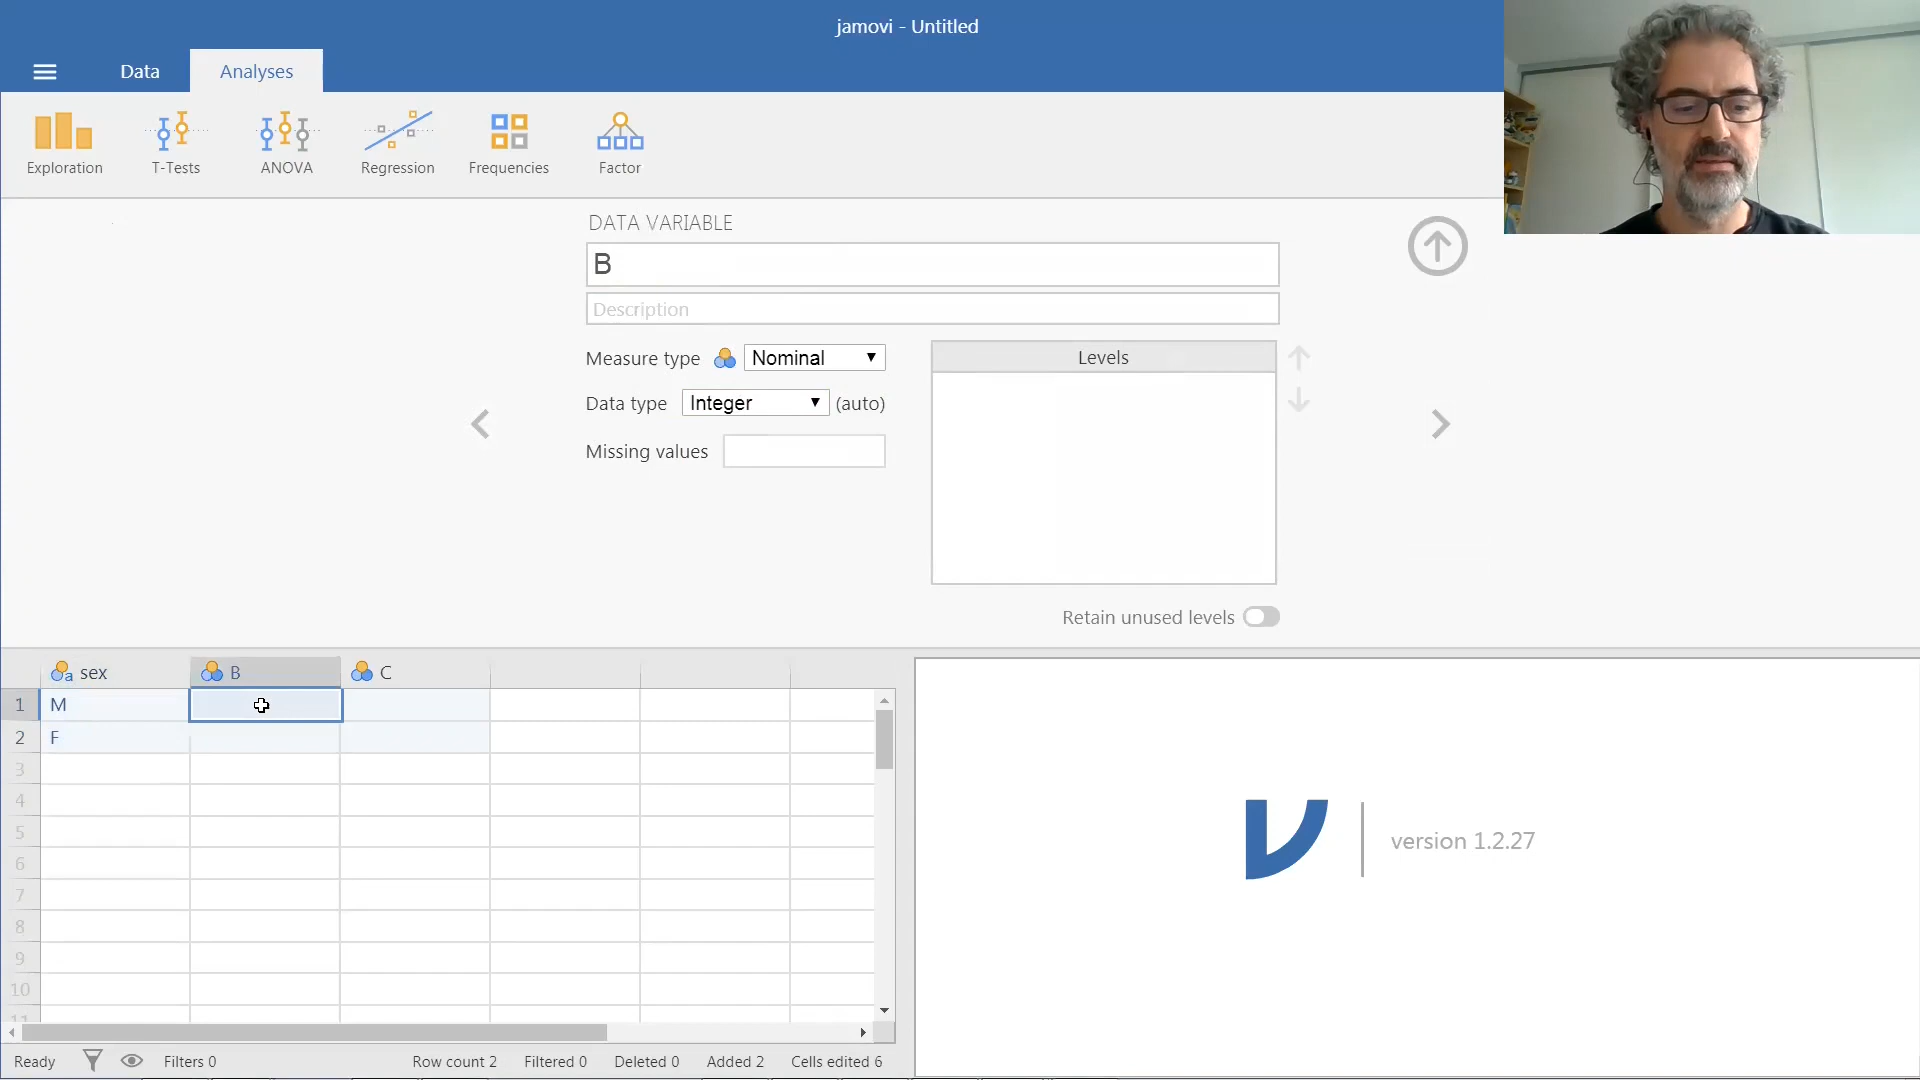 jamovi - Untitled
Data
Analyses
Exploration
T-Tests
ANOVA
Regression
Frequencies
Factor
DATA VARIABLE
B
Description
Measure type Nominal
Data type Integer (auto)
Missing values
Levels
Retain unused levels
a sex B C
1 M
2 F
3
4
5
6
7
8
9
10
11
version 1.2.27
Ready Filters 0 Row count 2 Filtered 0 Deleted 0 Added 2 Cells edited 6